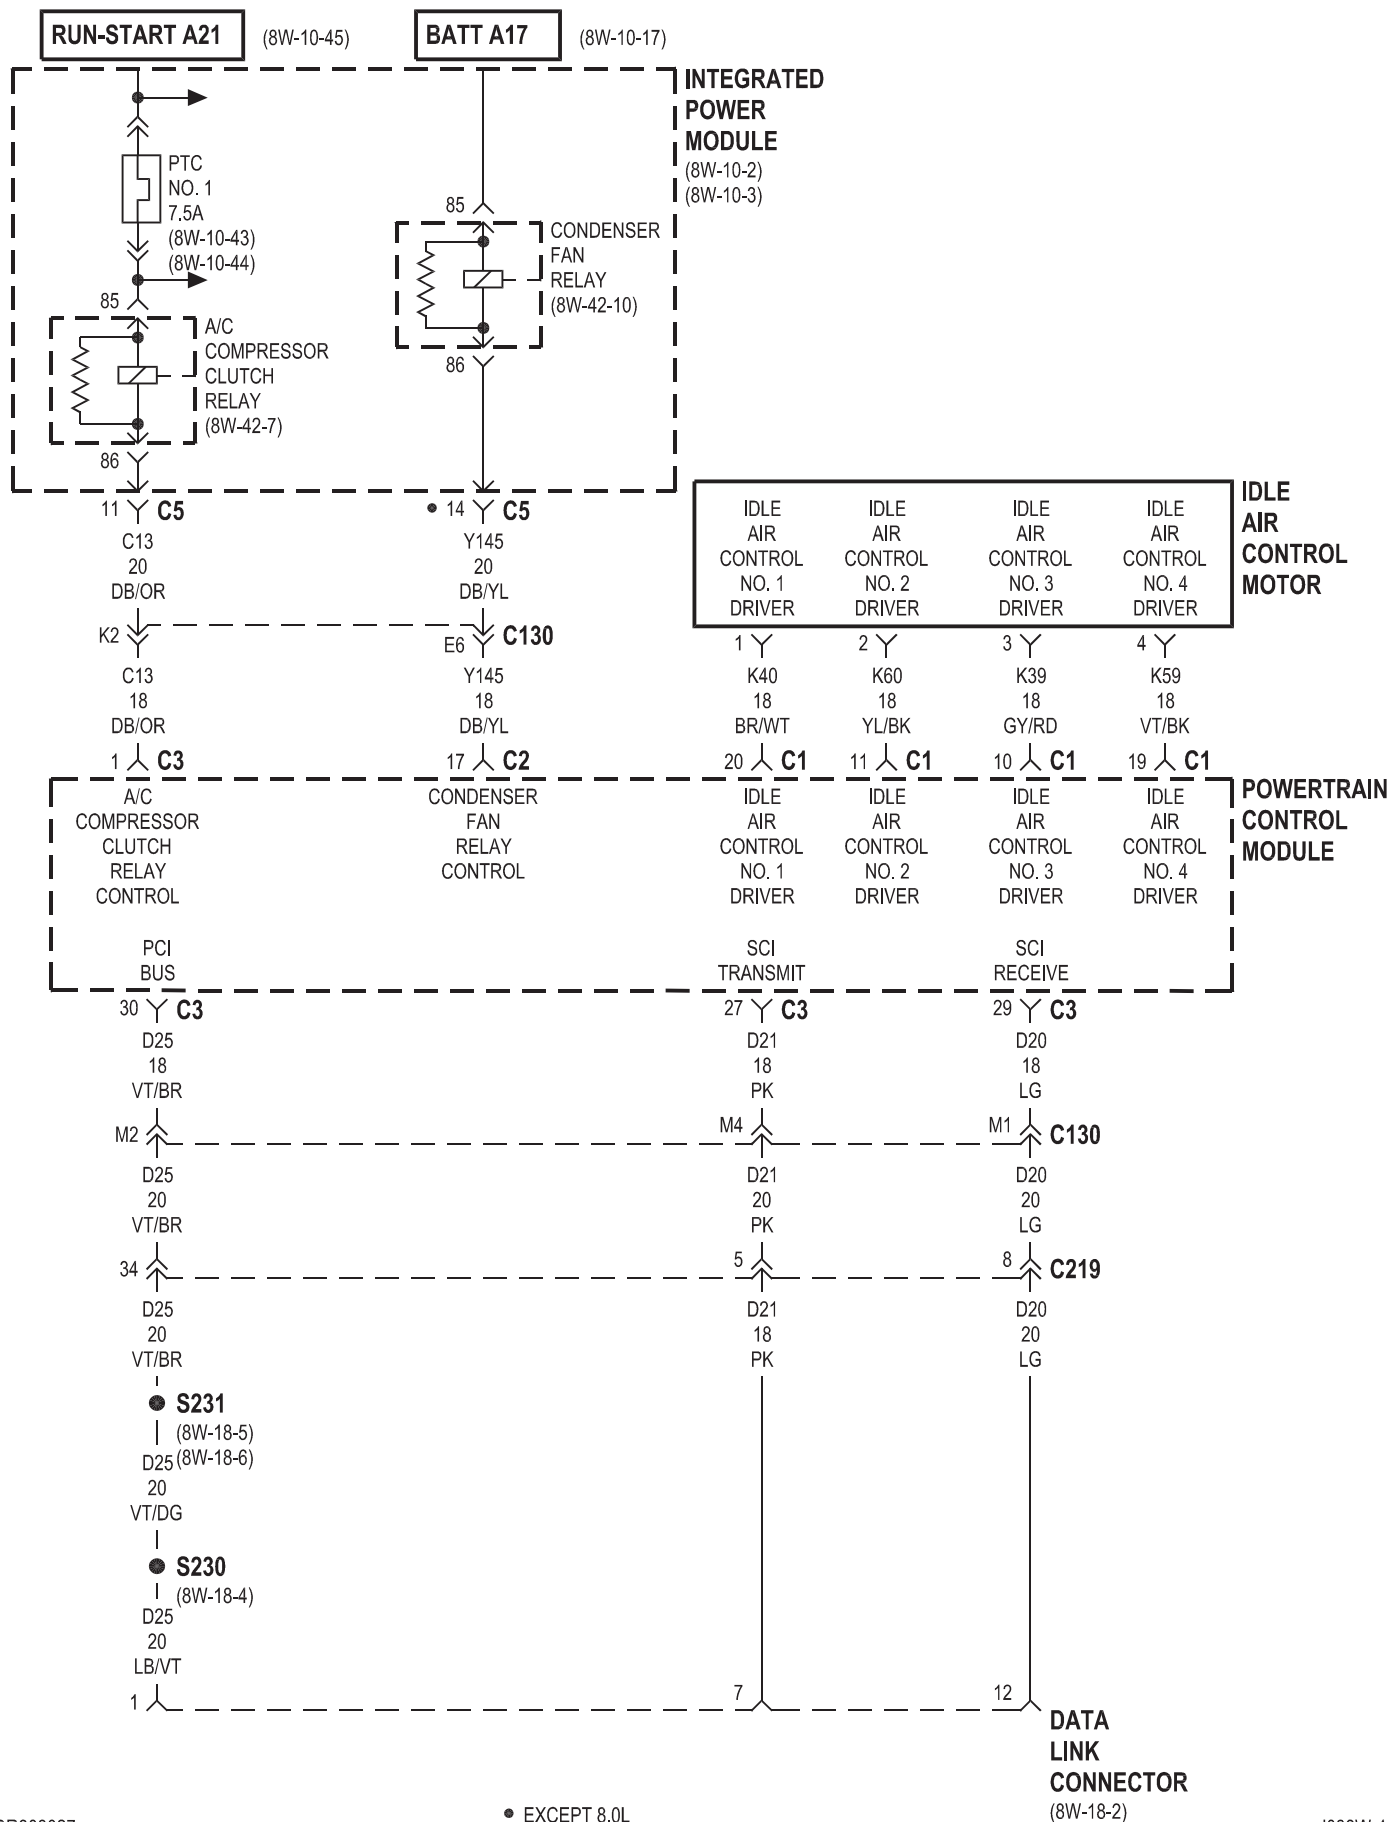 RUN-START A21 (8W-10-45) BATT A17 (8W-10-17)
INTEGRATED
POWER
MODULE
(8W-10-2)
(8W-10-3)
PTC
NO. 1
7.5A
(8W-10-43)
(8W-10-44)
85
CONDENSER
FAN
RELAY
(8W-42-10)
86
85
A/C
COMPRESSOR
CLUTCH
RELAY
(8W-42-7)
86
11 C5
C13
20
DB/OR
K2
C13
18
DB/OR
1 C3
14 C5
Y145
20
DB/YL
E6 C130
Y145
18
DB/YL
17 C2
IDLE
AIR
CONTROL
MOTOR
IDLE
AIR
CONTROL
NO. 1
DRIVER
IDLE
AIR
CONTROL
NO. 2
DRIVER
IDLE
AIR
CONTROL
NO. 3
DRIVER
IDLE
AIR
CONTROL
NO. 4
DRIVER
1 2 3 4
K40 K60 K39 K59
18 18 18 18
BR/WT YL/BK GY/RD VT/BK
20 C1 11 C1 10 C1 19 C1
POWERTRAIN
CONTROL
MODULE
A/C
COMPRESSOR
CLUTCH
RELAY
CONTROL
CONDENSER
FAN
RELAY
CONTROL
IDLE
AIR
CONTROL
NO. 1
DRIVER
IDLE
AIR
CONTROL
NO. 2
DRIVER
IDLE
AIR
CONTROL
NO. 3
DRIVER
IDLE
AIR
CONTROL
NO. 4
DRIVER
PCI
BUS
SCI
TRANSMIT
SCI
RECEIVE
30 C3 27 C3 29 C3
D25 D21 D20
18 18 18
VT/BR PK LG
M2 M4 M1 C130
D25 D21 D20
20 20 20
VT/BR PK LG
34 5 8 C219
D25 D21 D20
20 18 20
VT/BR PK LG
S231
(8W-18-5)
(8W-18-6)
D25
20
VT/DG
S230
(8W-18-4)
D25
20
LB/VT
1 7 12
DATA
LINK
CONNECTOR
(8W-18-2)
EXCEPT 8.0L